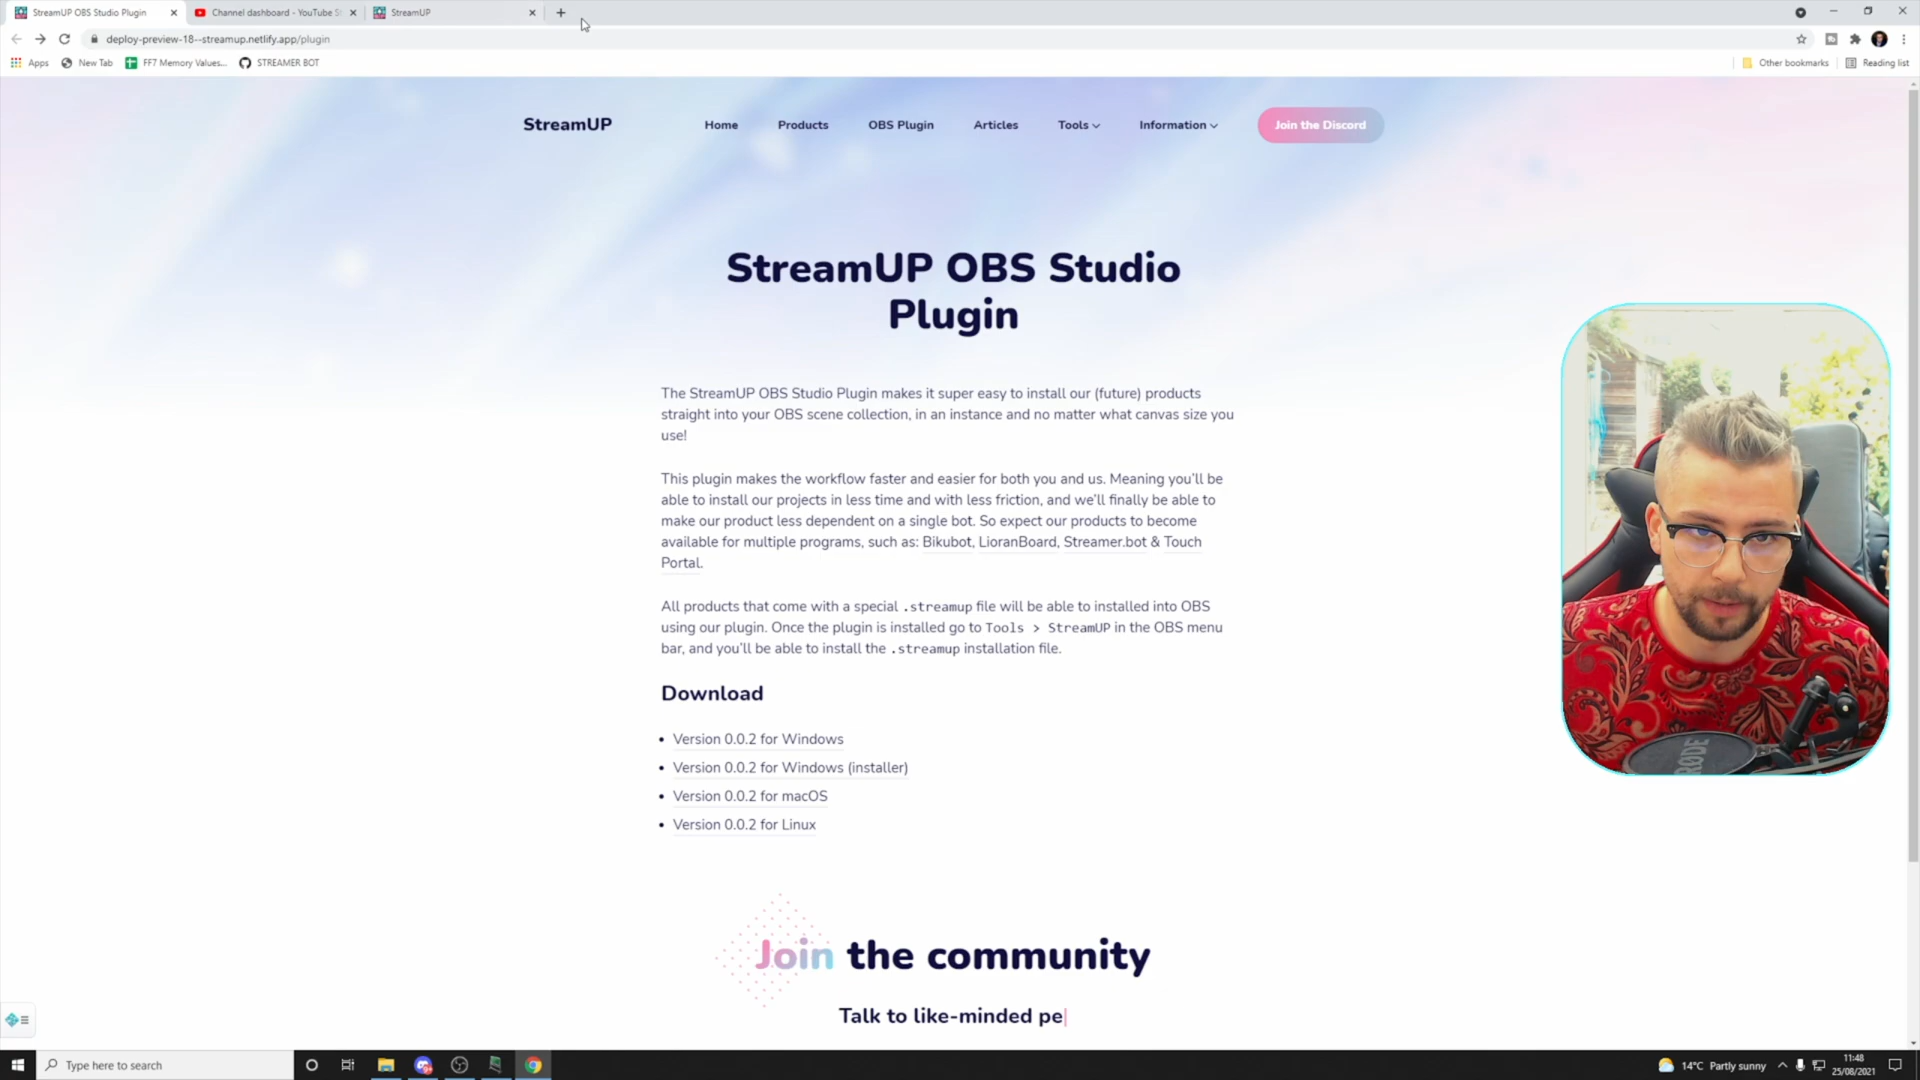 StreamUP OBS Studio Plugin
Channel dashboard - YouTube St
StreamUP
deploy-preview-18--streamup.netlify.app/plugin
Apps
New Tab
FF7 Memory Values...
STREAMER BOT
Other bookmarks
Reading list
StreamUP
Home
Products
OBS Plugin
Articles
Tools
Information
Join the Discord
StreamUP OBS Studio
Plugin
The StreamUP OBS Studio Plugin makes it super easy to install our (future) products
straight into your OBS scene collection, in an instance and no matter what canvas size you
use!
This plugin makes the workflow faster and easier for both you and us. Meaning you'll be
able to install our projects in less time and with less friction, and we'll finally be able to
make our product less dependent on a single bot. So expect our products to become
available for multiple programs, such as: Bikubot, LioranBoard, Streamer.bot & Touch
Portal.
All products that come with a special .streamup file will be able to installed into OBS
using our plugin. Once the plugin is installed go to Tools > StreamUP in the OBS menu
bar, and you'll be able to install the .streamup installation file.
Download
• Version 0.0.2 for Windows
• Version 0.0.2 for Windows (installer)
• Version 0.0.2 for macOS
• Version 0.0.2 for Linux
Join the community
Talk to like-minded pe|
RØDE
Type here to search
14°C Partly sunny
11:48
25/08/2021